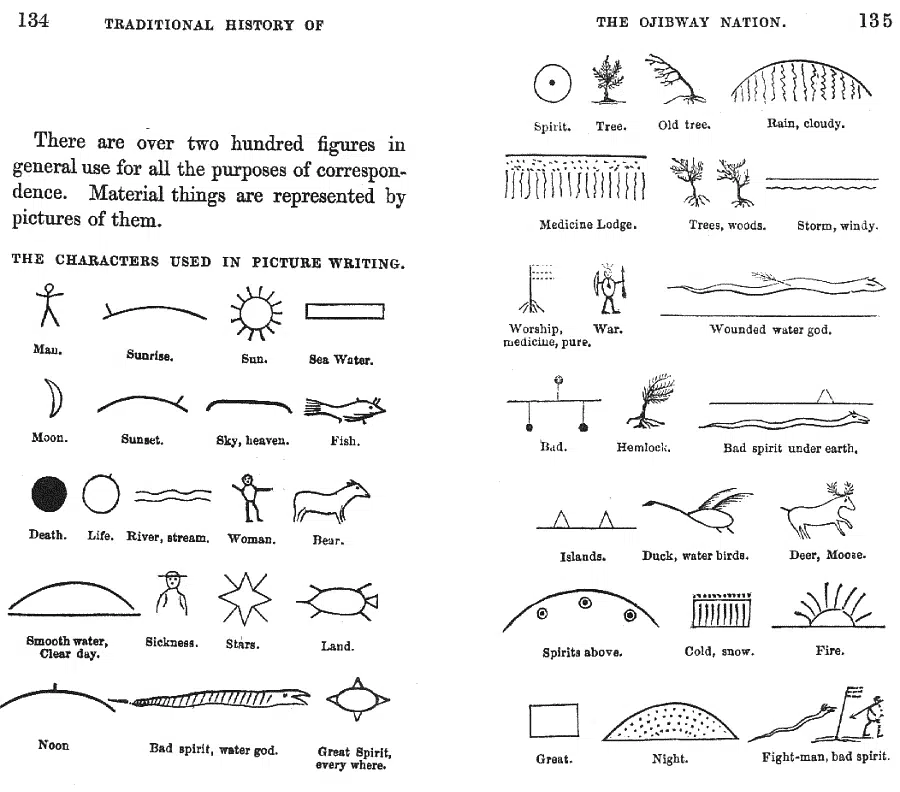 134 TRADITIONAL HISTORY OF
There are over two hundred figures in
general use for all the purposes of correspon-
dence. Material things are represented by
pictures of them.
THE CHARACTERS USED IN PICTURE WRITING.
Man. Sunrise. Sun. Sea Water.
Moon. Sunset. Sky, heaven. Fish.
Death. Life. River, stream. Woman. Bear.
Smooth water, Sickness. Stars. Land.
Clear day.
Noon Bad spirit, water god. Great Spirit,
every where.
THE OJIBWAY NATION. 135
Spirit. Tree. Old tree. Rain, cloudy.
Medicine Lodge. Trees, woods. Storm, windy.
Worship, War. Wounded water god.
medicine, pure.
Bad. Hemlock. Bad spirit under earth.
Islands. Duck, water birds. Deer, Moose.
Spirits above. Cold, snow. Fire.
Great. Night. Fight-man, bad spirit.